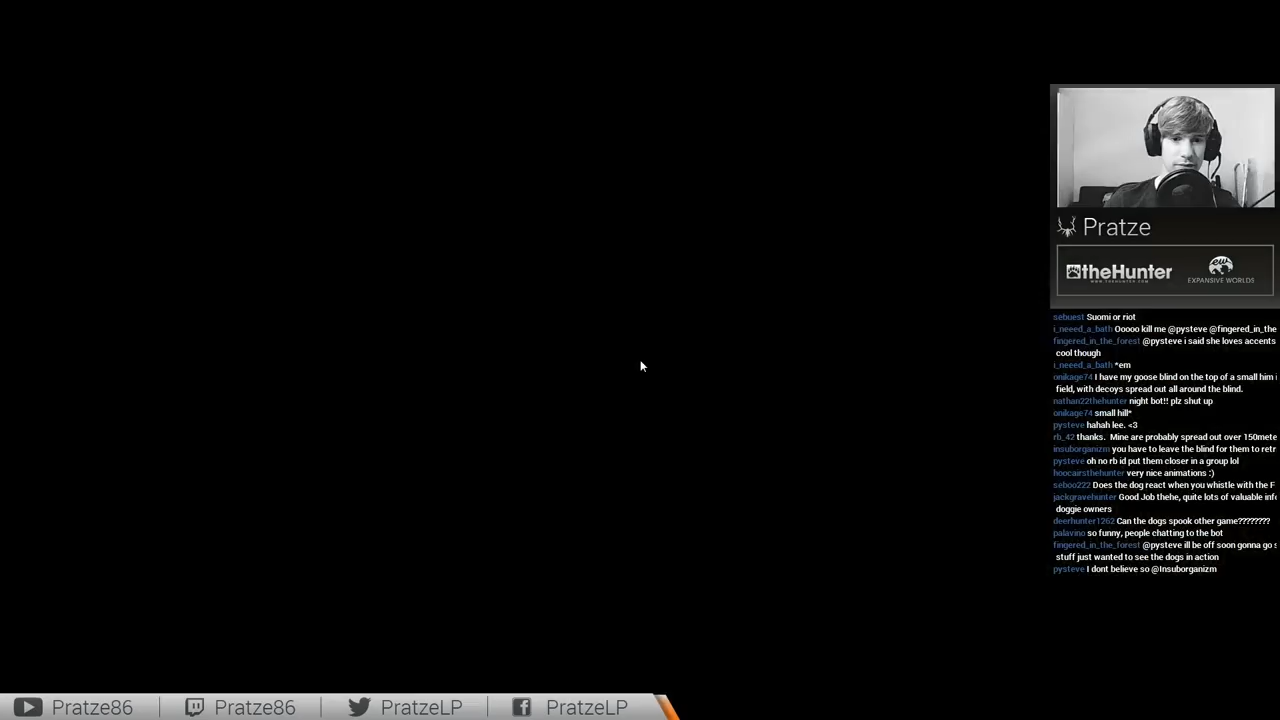 Pratze
theHunter
WWW.THEHUNTER.COM
EXPANSIVE WORLDS
sebuest Suomi or riot
i_neeed_a_bath Ooooo kill me @pysteve @fingered_in_the
fingered_in_the_forest @pysteve i said she loves accents
cool though
i_neeed_a_bath *em
onikage74 I have my goose blind on the top of a small him i
field, with decoys spread out all around the blind.
nathan22thehunter night bot!! plz shut up
onikage74 small hill*
pysteve hahah lee. <3
rb_42 thanks. Mine are probably spread out over 150mete
insuborganizm you have to leave the blind for them to retr
pysteve oh no rb id put them closer in a group lol
hoocairsthehunter very nice animations :)
seboo222 Does the dog react when you whistle with the F
jackgravehunter Good Job thehe, quite lots of valuable info
doggie owners
deerhunter1262 Can the dogs spook other game????????
palavino so funny, people chatting to the bot
fingered_in_the_forest @pysteve ill be off soon gonna go s
stuff just wanted to see the dogs in action
pysteve I dont believe so @Insuborganizm
Pratze86
Pratze86
PratzeLP
PratzeLP